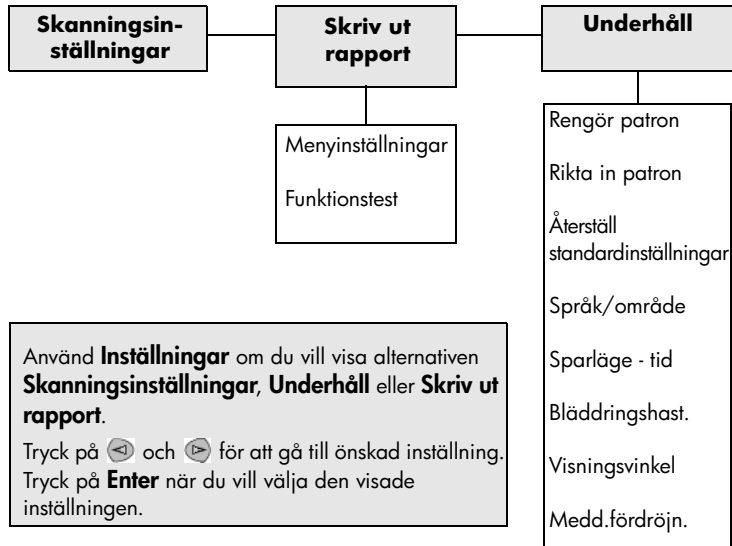 Skanningsin-
ställningar
Skriv ut
rapport
Underhåll
Menyinställningar
Funktionstest
Rengör patron
Rikta in patron
Återställ
standardinställningar
Språk/område
Sparläge - tid
Bläddringshast.
Visningsvinkel
Medd.fördröjn.
Använd Inställningar om du vill visa alternativen
Skanningsinställningar, Underhåll eller Skriv ut
rapport.
Tryck på och för att gå till önskad inställning.
Tryck på Enter när du vill välja den visade
inställningen.